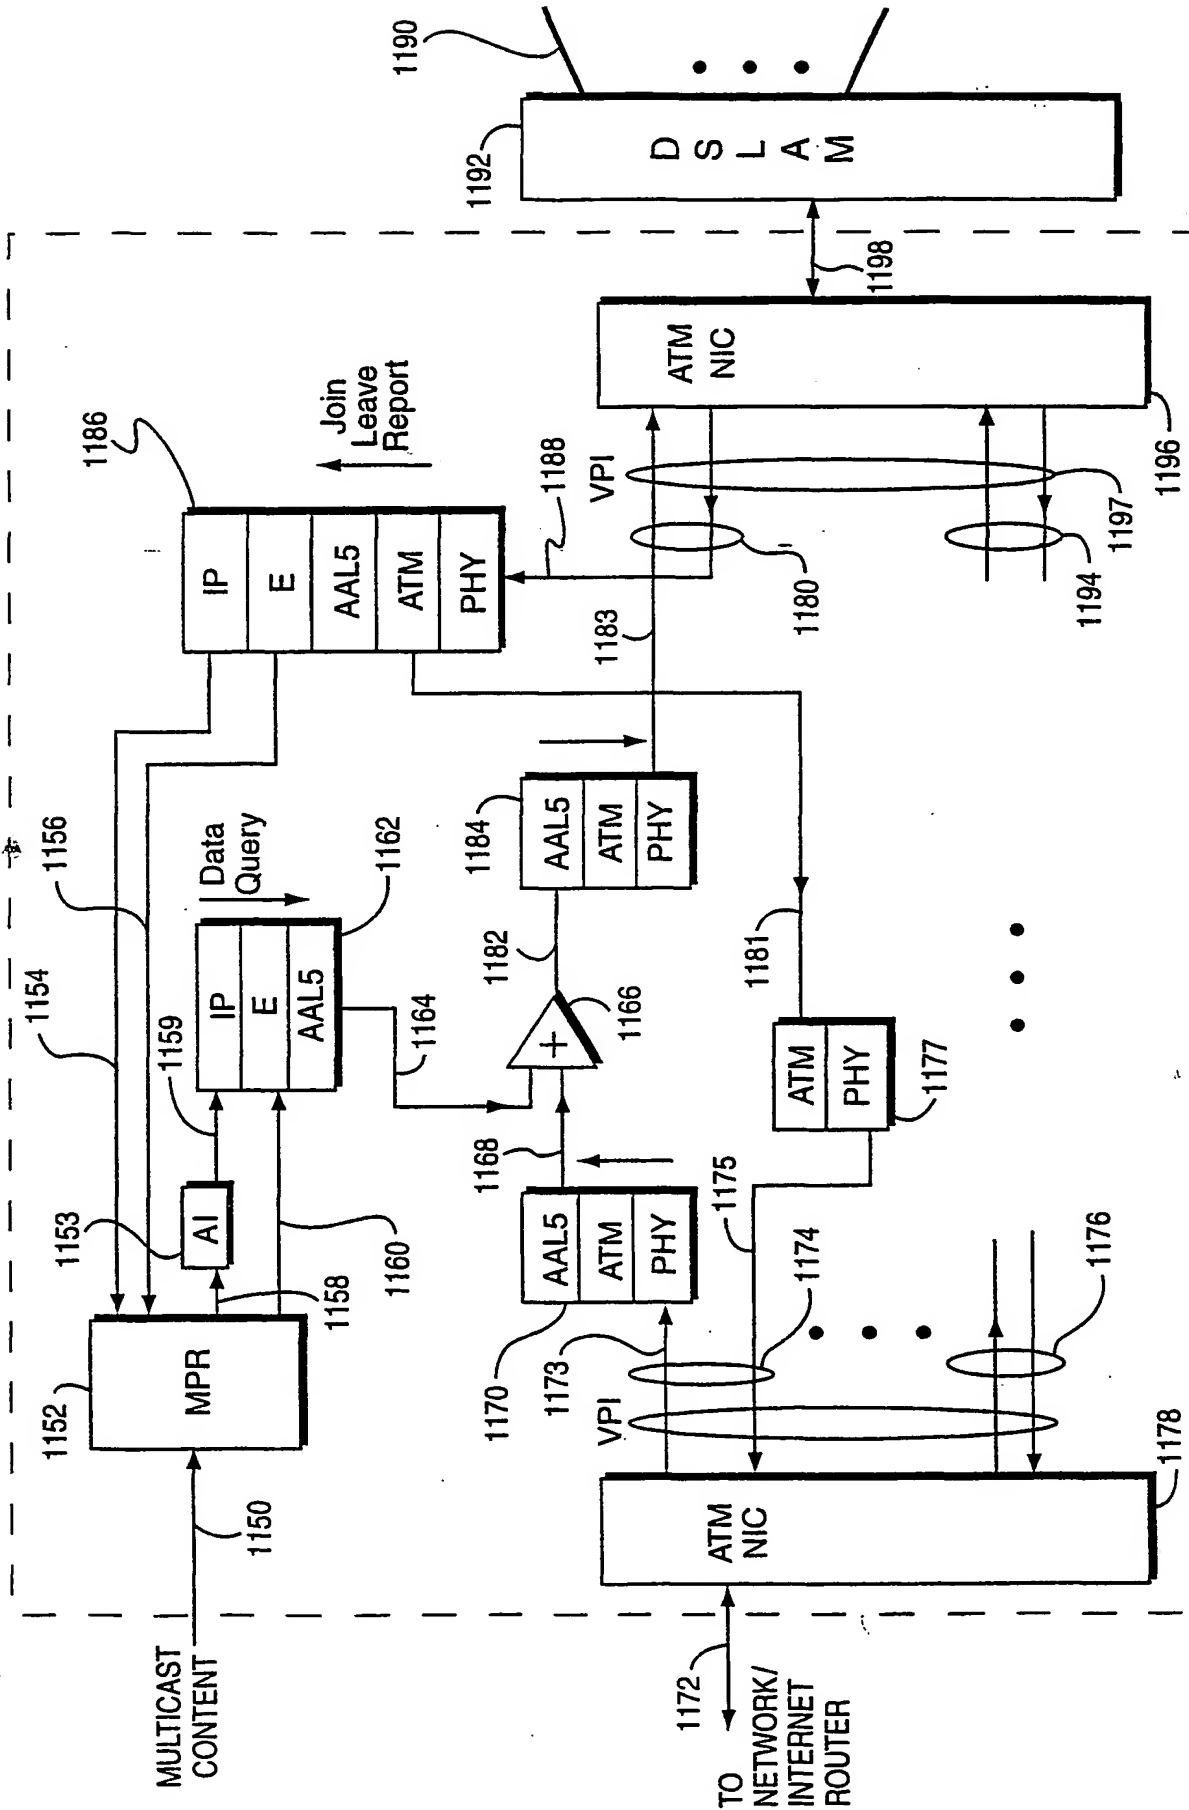 MULTICAST
CONTENT
1150
1152
MPR
1153
AI
1158
1160
1159
1154
1156
Data
Query
IP
E
AAL5
1162
1164
1186
IP
E
AAL5
ATM
PHY
Join
Leave
Report
1188
1166
+
1168
1170
AAL5
ATM
PHY
1182
1184
AAL5
ATM
PHY
1183
1180
VPI
ATM
NIC
1196
1197
1194
1198
1192
DSLAM
1190
1181
ATM
PHY
1177
1175
1174
1173
VPI
1176
ATM
NIC
1178
1172
TO
NETWORK/
INTERNET
ROUTER